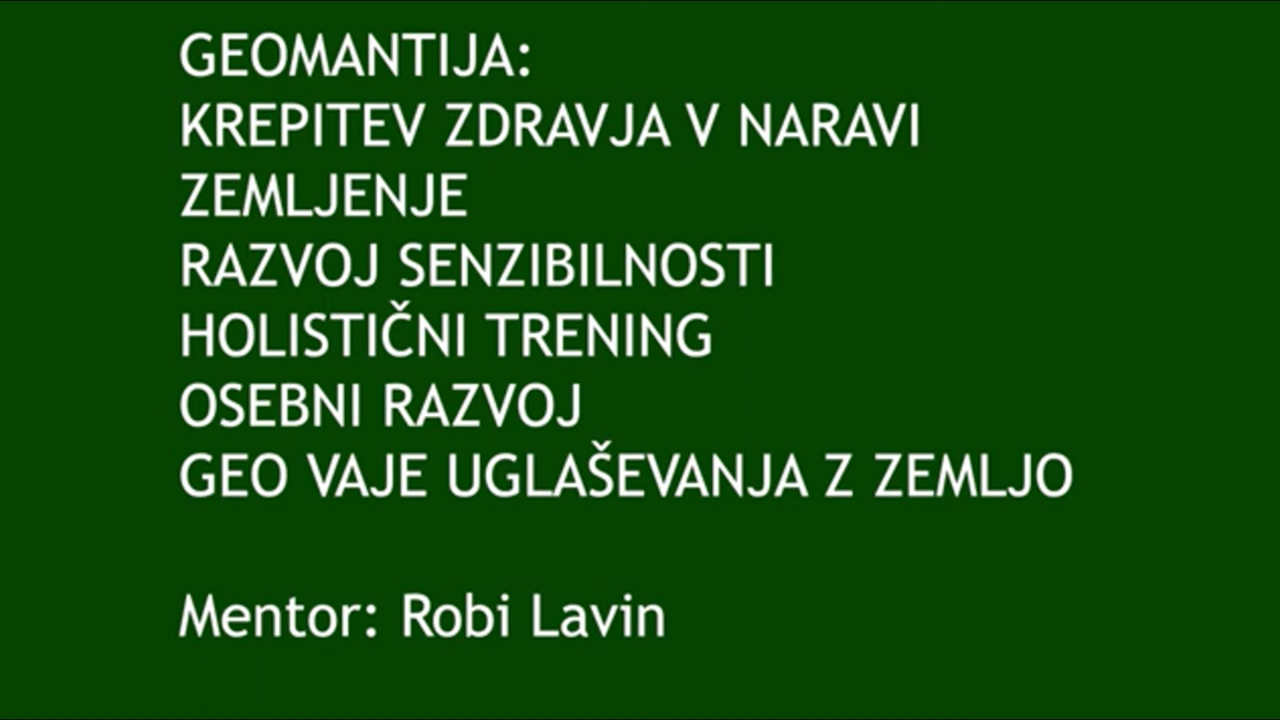 GEOMANTIJA:
KREPITEV ZDRAVJA V NARAVI
ZEMLJENJE
RAZVOJ SENZIBILNOSTI
HOLISTIČNI TRENING
OSEBNI RAZVOJ
GEO VAJE UGLAŠEVANJA Z ZEMLJO
Mentor: Robi Lavin